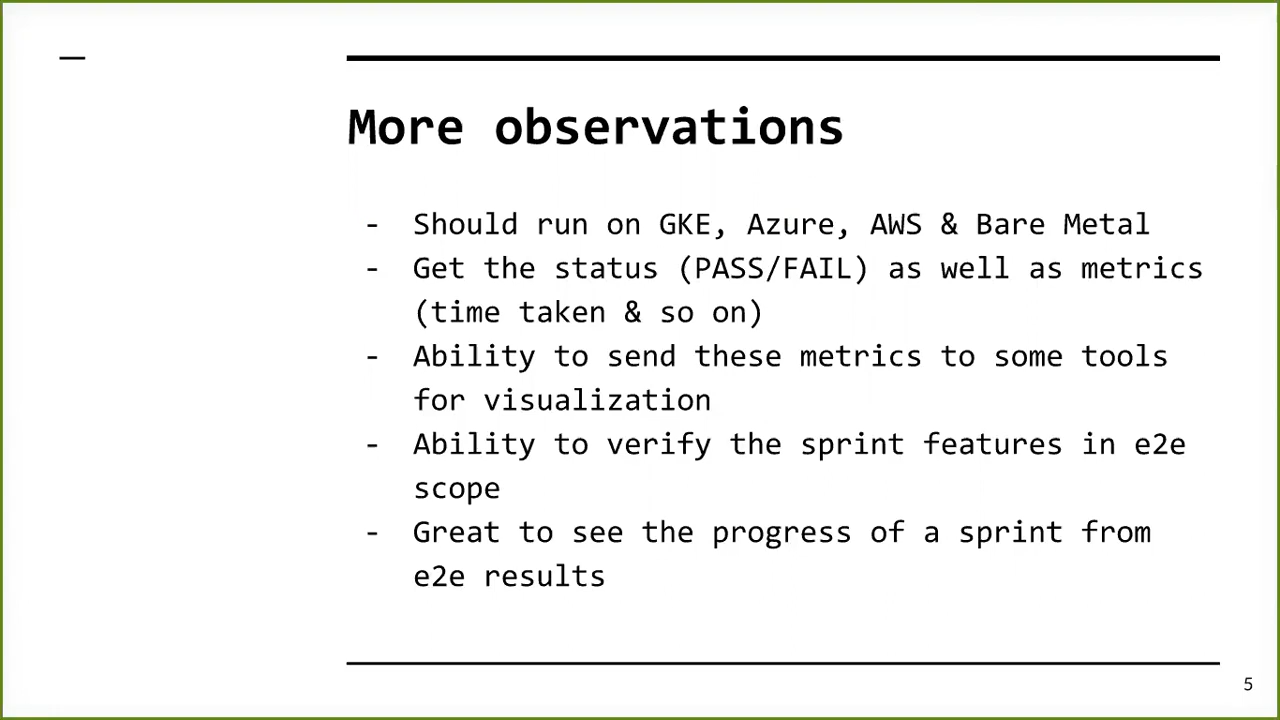 More observations
- Should run on GKE, Azure, AWS & Bare Metal
- Get the status (PASS/FAIL) as well as metrics
(time taken & so on)
- Ability to send these metrics to some tools
for visualization
- Ability to verify the sprint features in e2e
scope
- Great to see the progress of a sprint from
e2e results
5